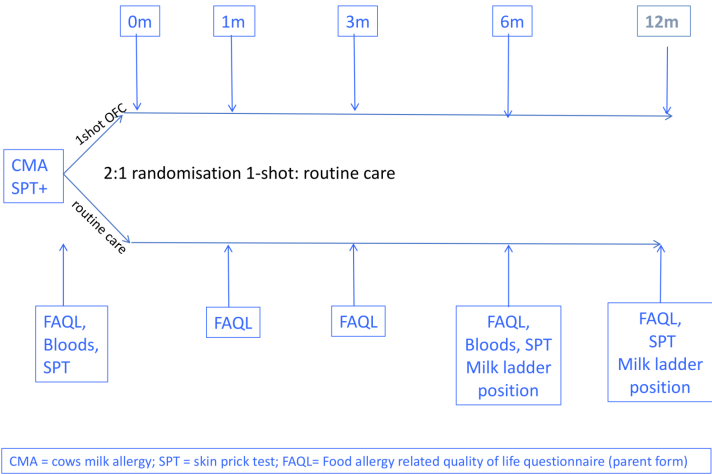 0m
1m
3m
6m
12m
1shot OFC
CMA
SPT+
2:1 randomisation 1-shot: routine care
routine care
FAQL,
Bloods,
SPT
FAQL
FAQL
FAQL,
Bloods, SPT
Milk ladder
position
FAQL,
SPT
Milk ladder
position
CMA = cows milk allergy; SPT = skin prick test; FAQL= Food allergy related quality of life questionnaire (parent form)